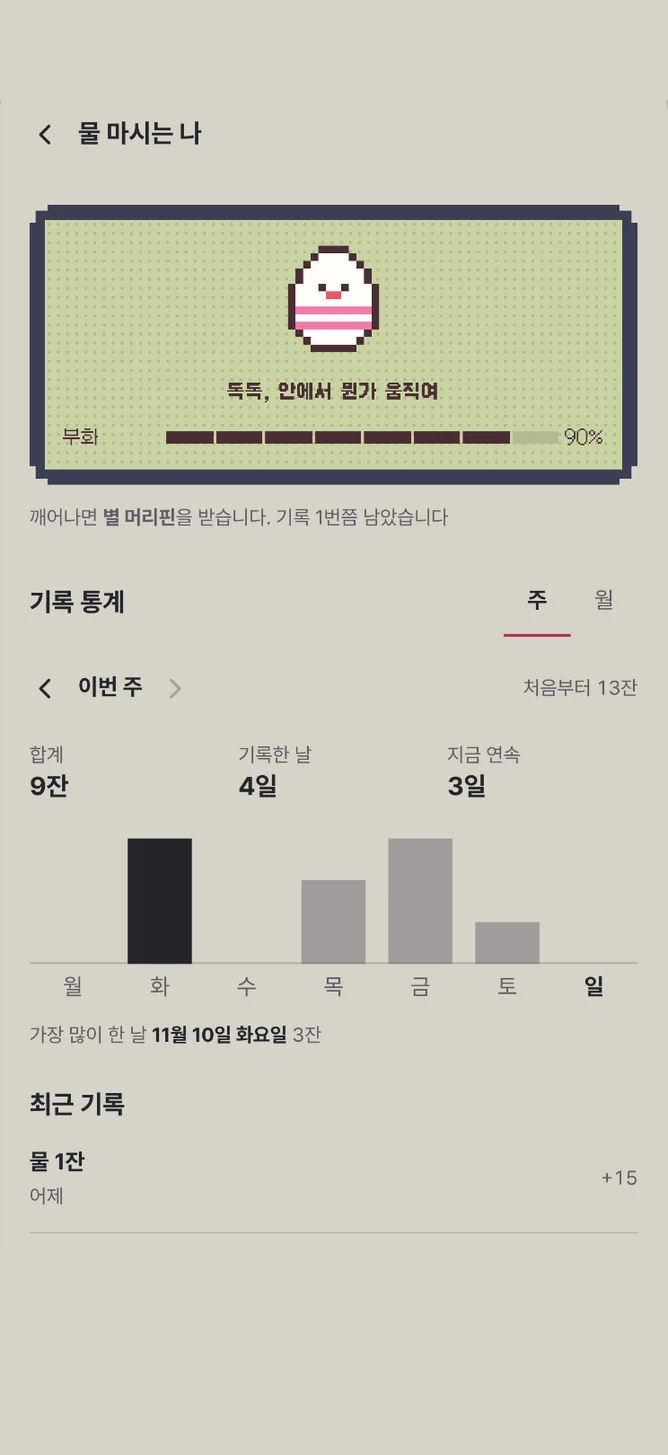 물 마시는 나
독독, 안에서 뭔가 움직여
부화 90%
깨어나면 별 머리핀을 받습니다. 기록 1번쯤 남았습니다
기록 통계
주 월
이번 주
처음부터 13잔
합계 기록한 날 지금 연속
9잔 4일 3일
월 화 수 목 금 토 일
가장 많이 한 날 11월 10일 화요일 3잔
최근 기록
물 1잔
어제
+15